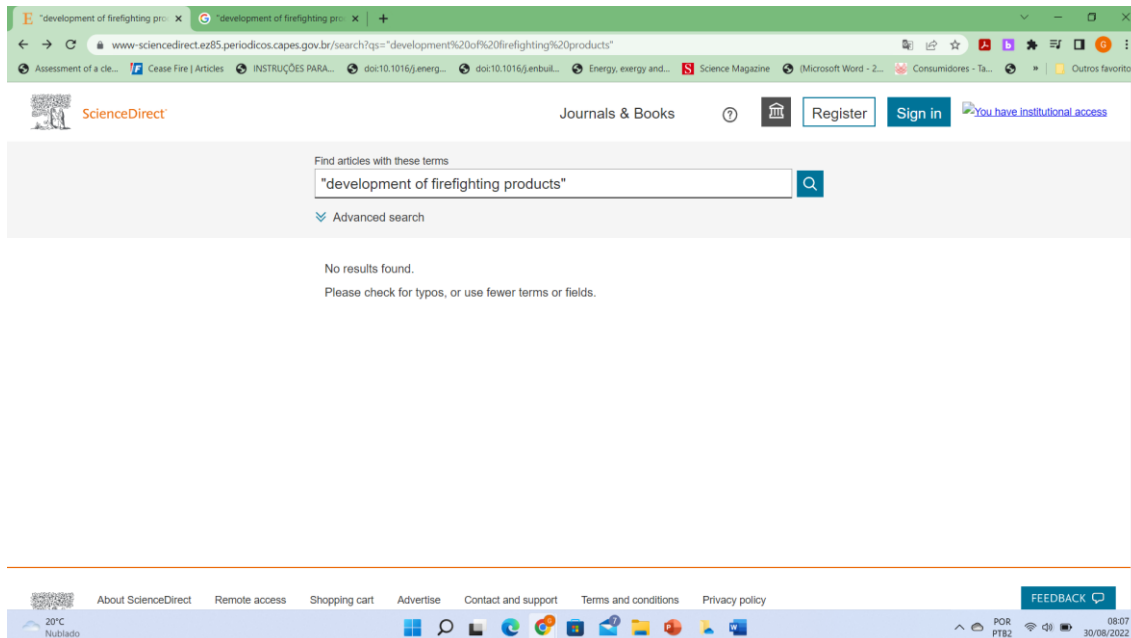 "development of firefighting pro
"development of firefighting pro
www-sciencedirect.ez85.periodicos.capes.gov.br/search?qs="development%20of%20firefighting%20products"
Assessment of a cle... Cease Fire | Articles INSTRUÇÕES PARA... doi:10.1016/j.energ... doi:10.1016/j.enbuil... Energy, exergy and... Science Magazine (Microsoft Word - 2... Consumidores - Ta... » Outros favorito
ScienceDirect
Journals & Books
Register
Sign in
You have institutional access
Find articles with these terms
"development of firefighting products"
Advanced search
No results found.
Please check for typos, or use fewer terms or fields.
About ScienceDirect Remote access Shopping cart Advertise Contact and support Terms and conditions Privacy policy
FEEDBACK
20°C
Nublado
POR
PTB2
08:07
30/08/2022